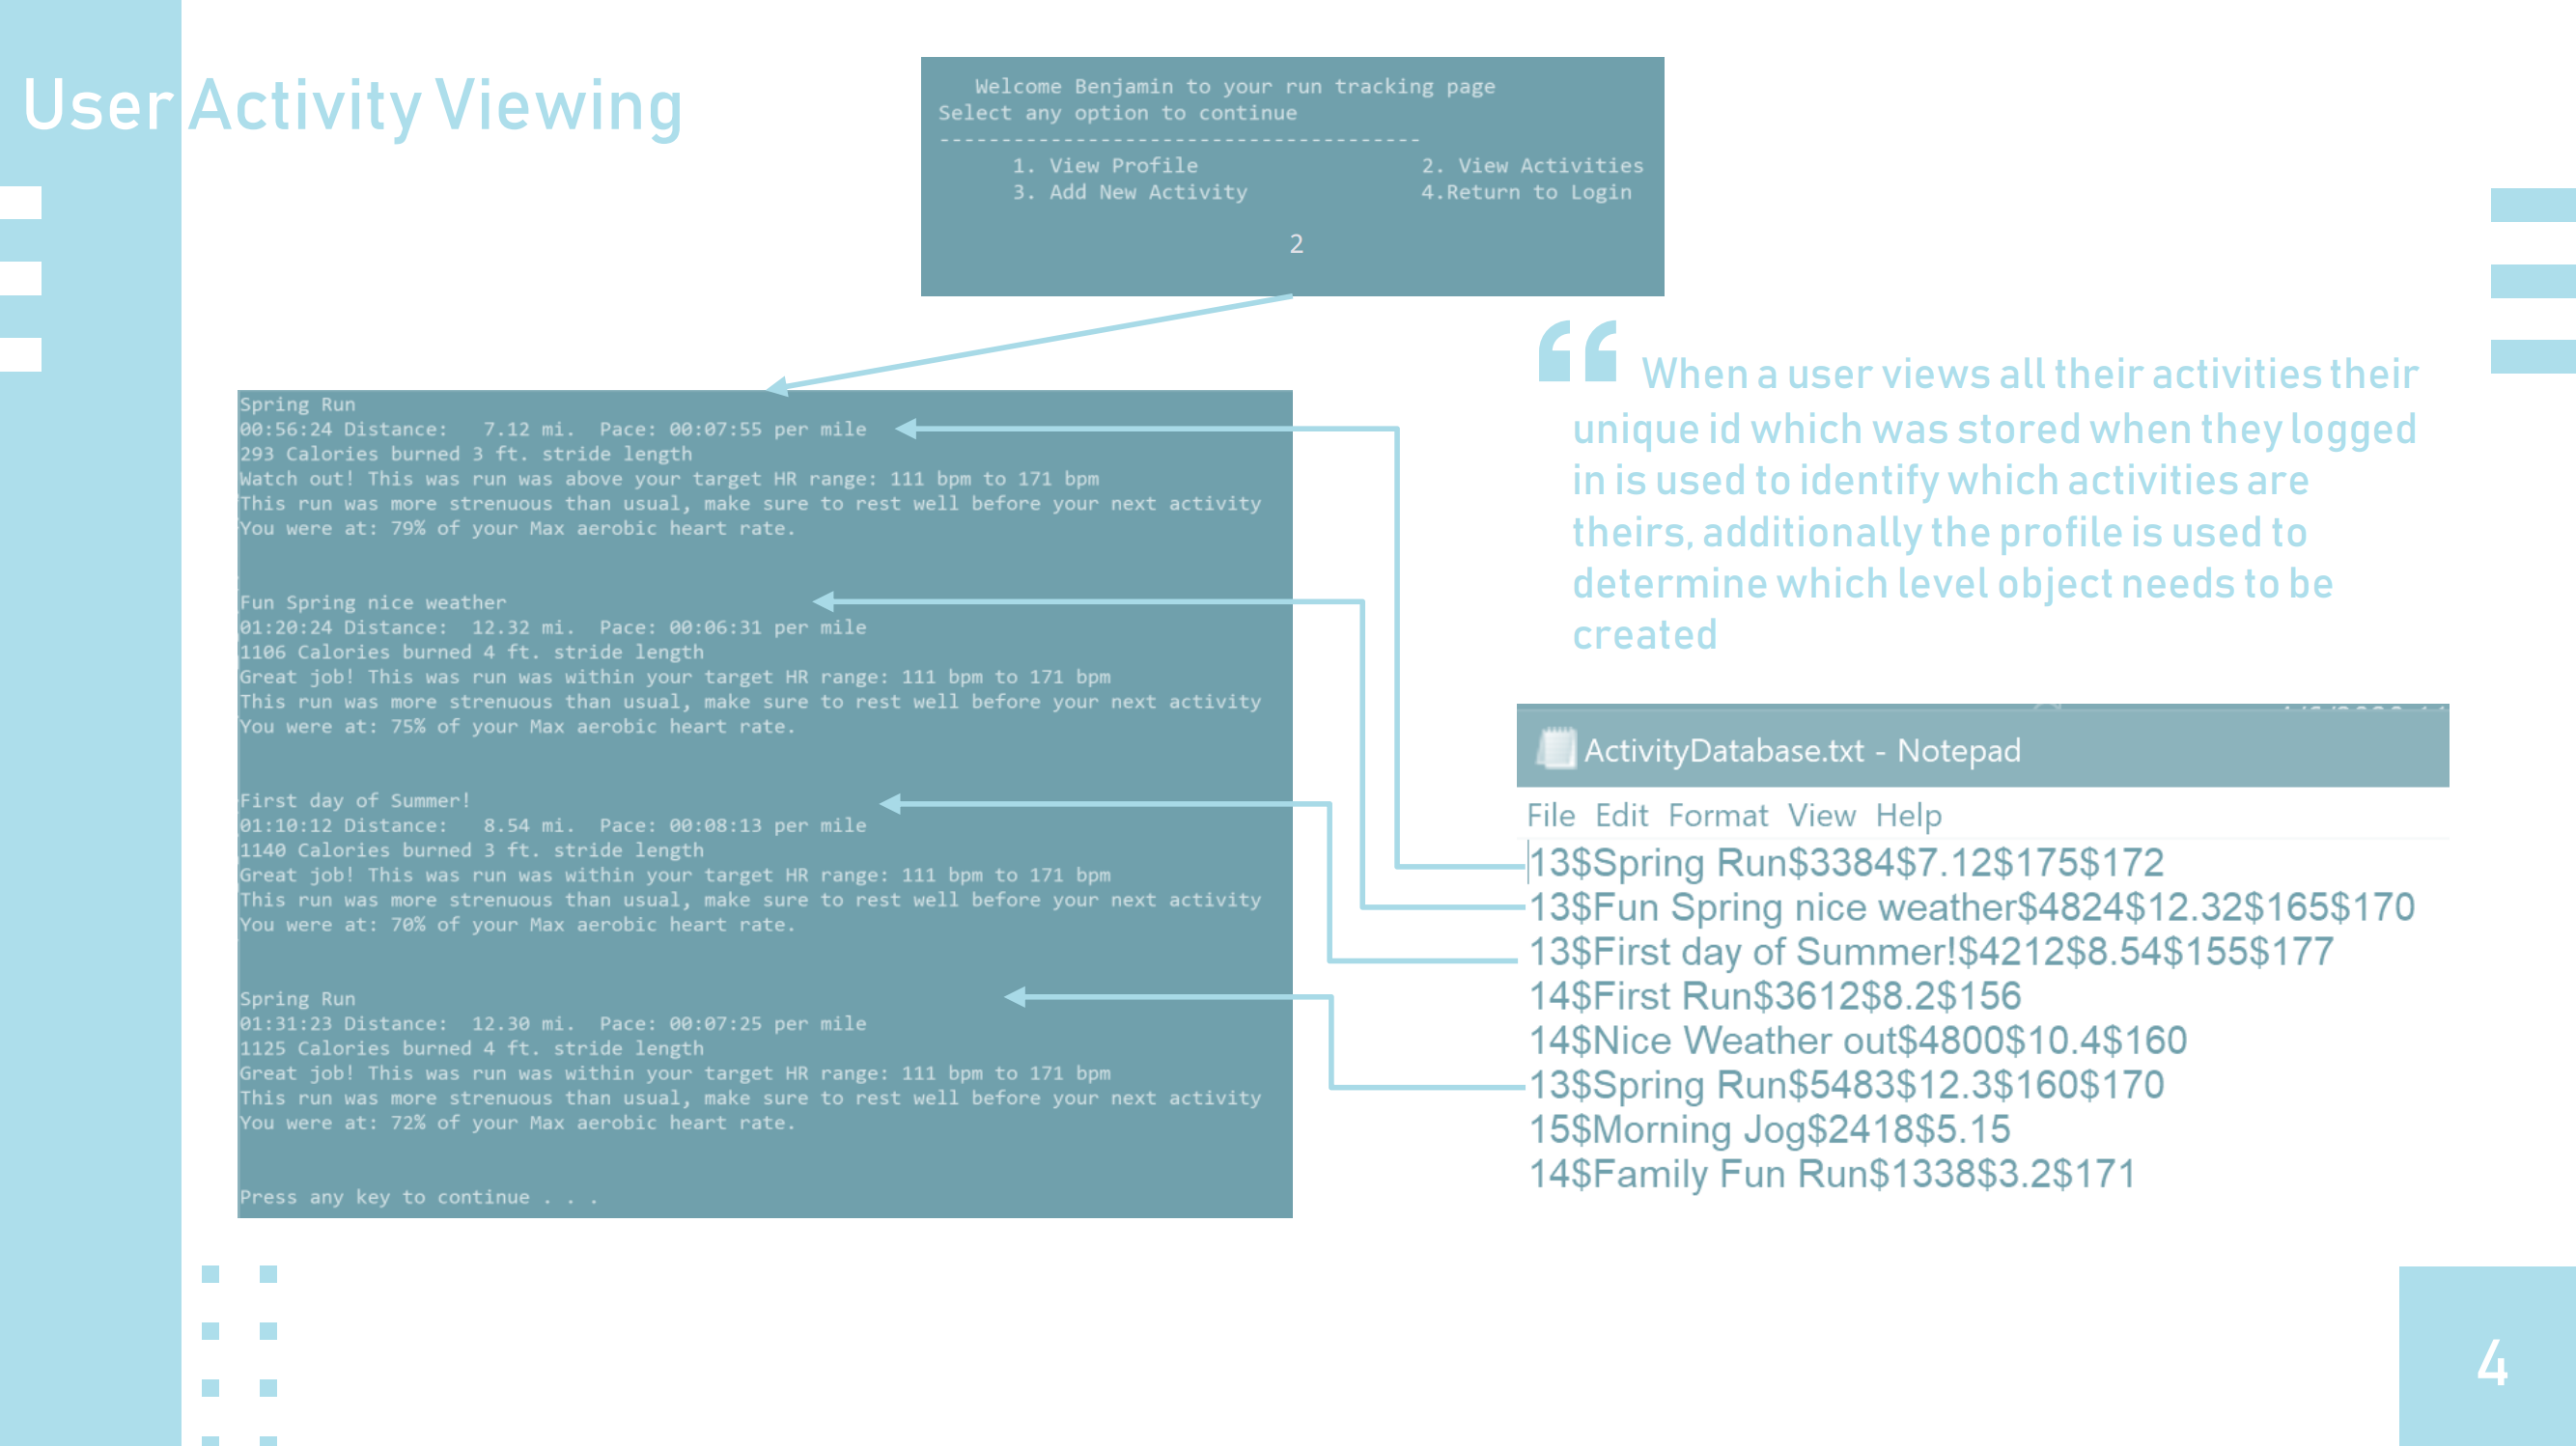 User Activity Viewing
Welcome Benjamin to your run tracking page
Select any option to continue
---------------------------------------
1. View Profile 2. View Activities
3. Add New Activity 4.Return to Login
2
Spring Run
00:56:24 Distance: 7.12 mi. Pace: 00:07:55 per mile
293 Calories burned 3 ft. stride length
Watch out! This was run was above your target HR range: 111 bpm to 171 bpm
This run was more strenuous than usual, make sure to rest well before your next activity
You were at: 79% of your Max aerobic heart rate.
Fun Spring nice weather
01:20:24 Distance: 12.32 mi. Pace: 00:06:31 per mile
1106 Calories burned 4 ft. stride length
Great job! This was run was within your target HR range: 111 bpm to 171 bpm
This run was more strenuous than usual, make sure to rest well before your next activity
You were at: 75% of your Max aerobic heart rate.
First day of Summer!
01:10:12 Distance: 8.54 mi. Pace: 00:08:13 per mile
1140 Calories burned 3 ft. stride length
Great job! This was run was within your target HR range: 111 bpm to 171 bpm
This run was more strenuous than usual, make sure to rest well before your next activity
You were at: 70% of your Max aerobic heart rate.
Spring Run
01:31:23 Distance: 12.30 mi. Pace: 00:07:25 per mile
1125 Calories burned 4 ft. stride length
Great job! This was run was within your target HR range: 111 bpm to 171 bpm
This run was more strenuous than usual, make sure to rest well before your next activity
You were at: 72% of your Max aerobic heart rate.
Press any key to continue . . .
“ When a user views all their activities their
unique id which was stored when they logged
in is used to identify which activities are
theirs, additionally the profile is used to
determine which level object needs to be
created
ActivityDatabase.txt - Notepad
File Edit Format View Help
13$Spring Run$3384$7.12$175$172
13$Fun Spring nice weather$4824$12.32$165$170
13$First day of Summer!$4212$8.54$155$177
14$First Run$3612$8.2$156
14$Nice Weather out$4800$10.4$160
13$Spring Run$5483$12.3$160$170
15$Morning Jog$2418$5.15
14$Family Fun Run$1338$3.2$171
4